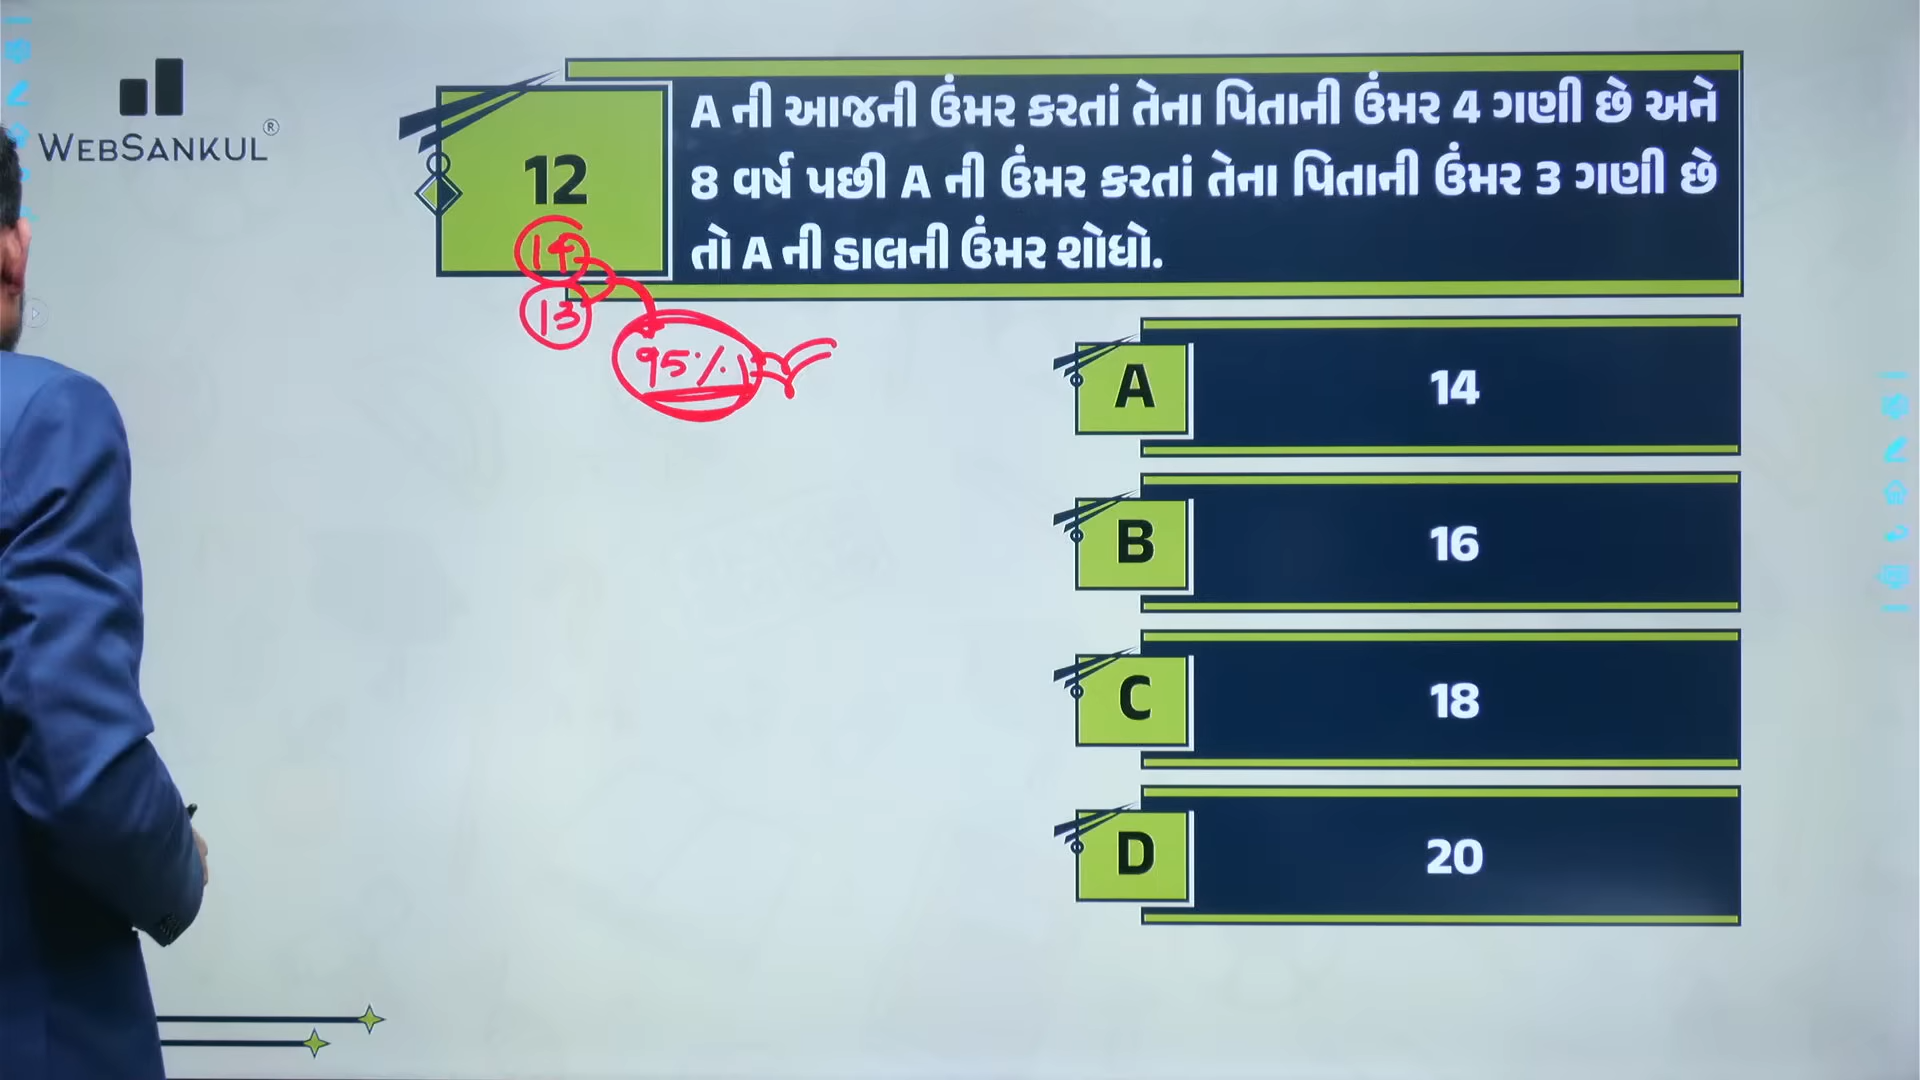 WEBSANKUL®
12
A ની આજની ઉંમર કરતાં તેના પિતાની ઉંમર 4 ગણી છે અને
8 વર્ષ પછી A ની ઉંમર કરતાં તેના પિતાની ઉંમર 3 ગણી છે
તો A ની હાલની ઉંમર શોધો.
13
95%
A 14
B 16
C 18
D 20